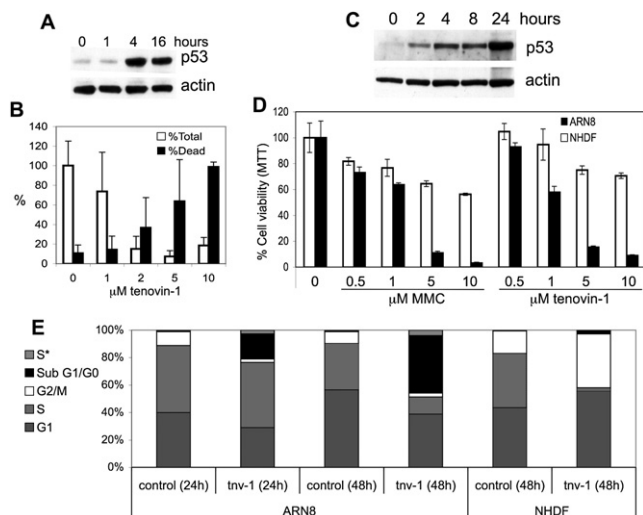 A
0 1 4 16 hours
p53
actin
B
%Total
%Dead
140
120
100
80
60
40
20
0
%
0 1 2 5 10
μM tenovin-1
C
0 2 4 8 24 hours
p53
actin
D
ARN8
NHDF
120
100
80
60
40
20
0
% Cell viability (MTT)
0 0.5 1 5 10 0.5 1 5 10
μM MMC μM tenovin-1
E
S*
Sub G1/G0
G2/M
S
G1
100%
80%
60%
40%
20%
0%
control (24h) tnv-1 (24h) control (48h) tnv-1 (48h) control (48h) tnv-1 (48h)
ARN8 NHDF